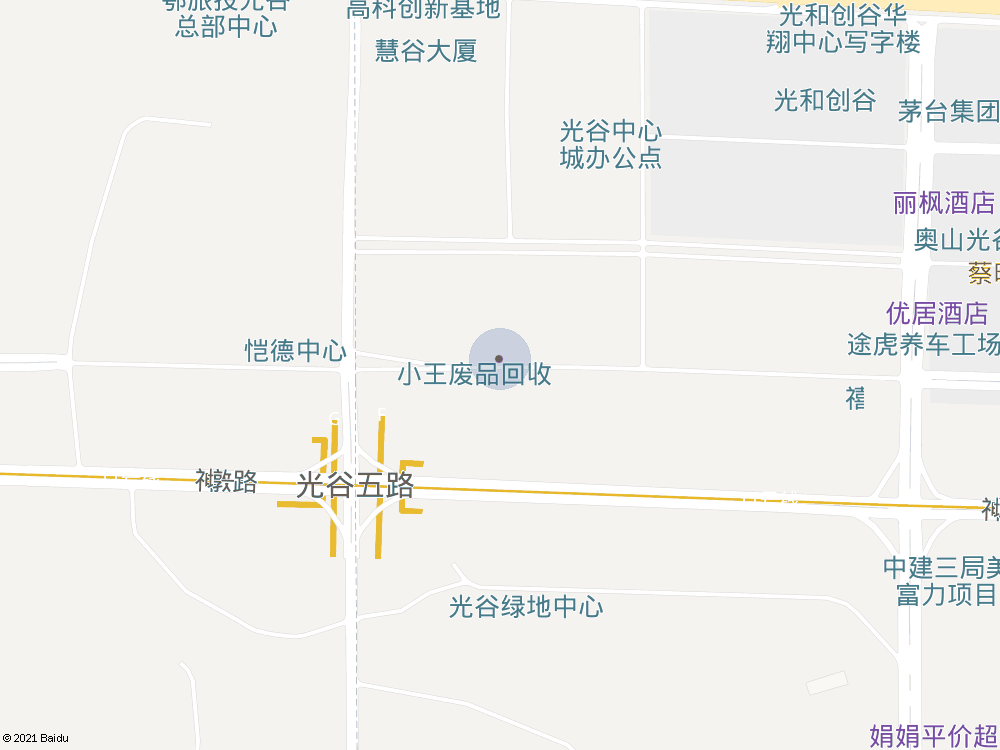 鄂旅投光谷
总部中心
高科创新基地
慧谷大厦
光和创谷华
翔中心写字楼
光和创谷
茅台集团
光谷中心
城办公点
丽枫酒店
奥山光谷
优居酒店
途虎养车工场
恺德中心
小王废品回收
光谷五路
光谷绿地中心
中建三局美
富力项目
娟娟平价超
© 2021 Baidu